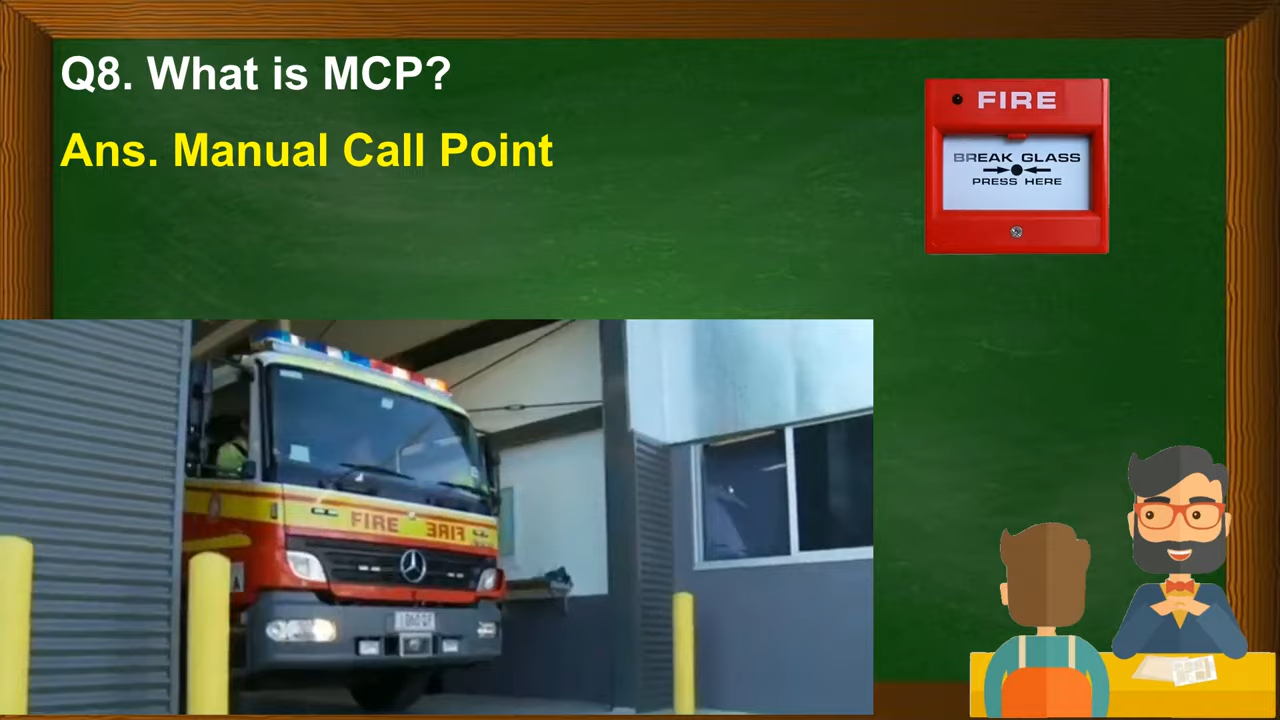 Q8. What is MCP?
Ans. Manual Call Point
FIRE
BREAK GLASS
PRESS HERE
FIRE FIRE